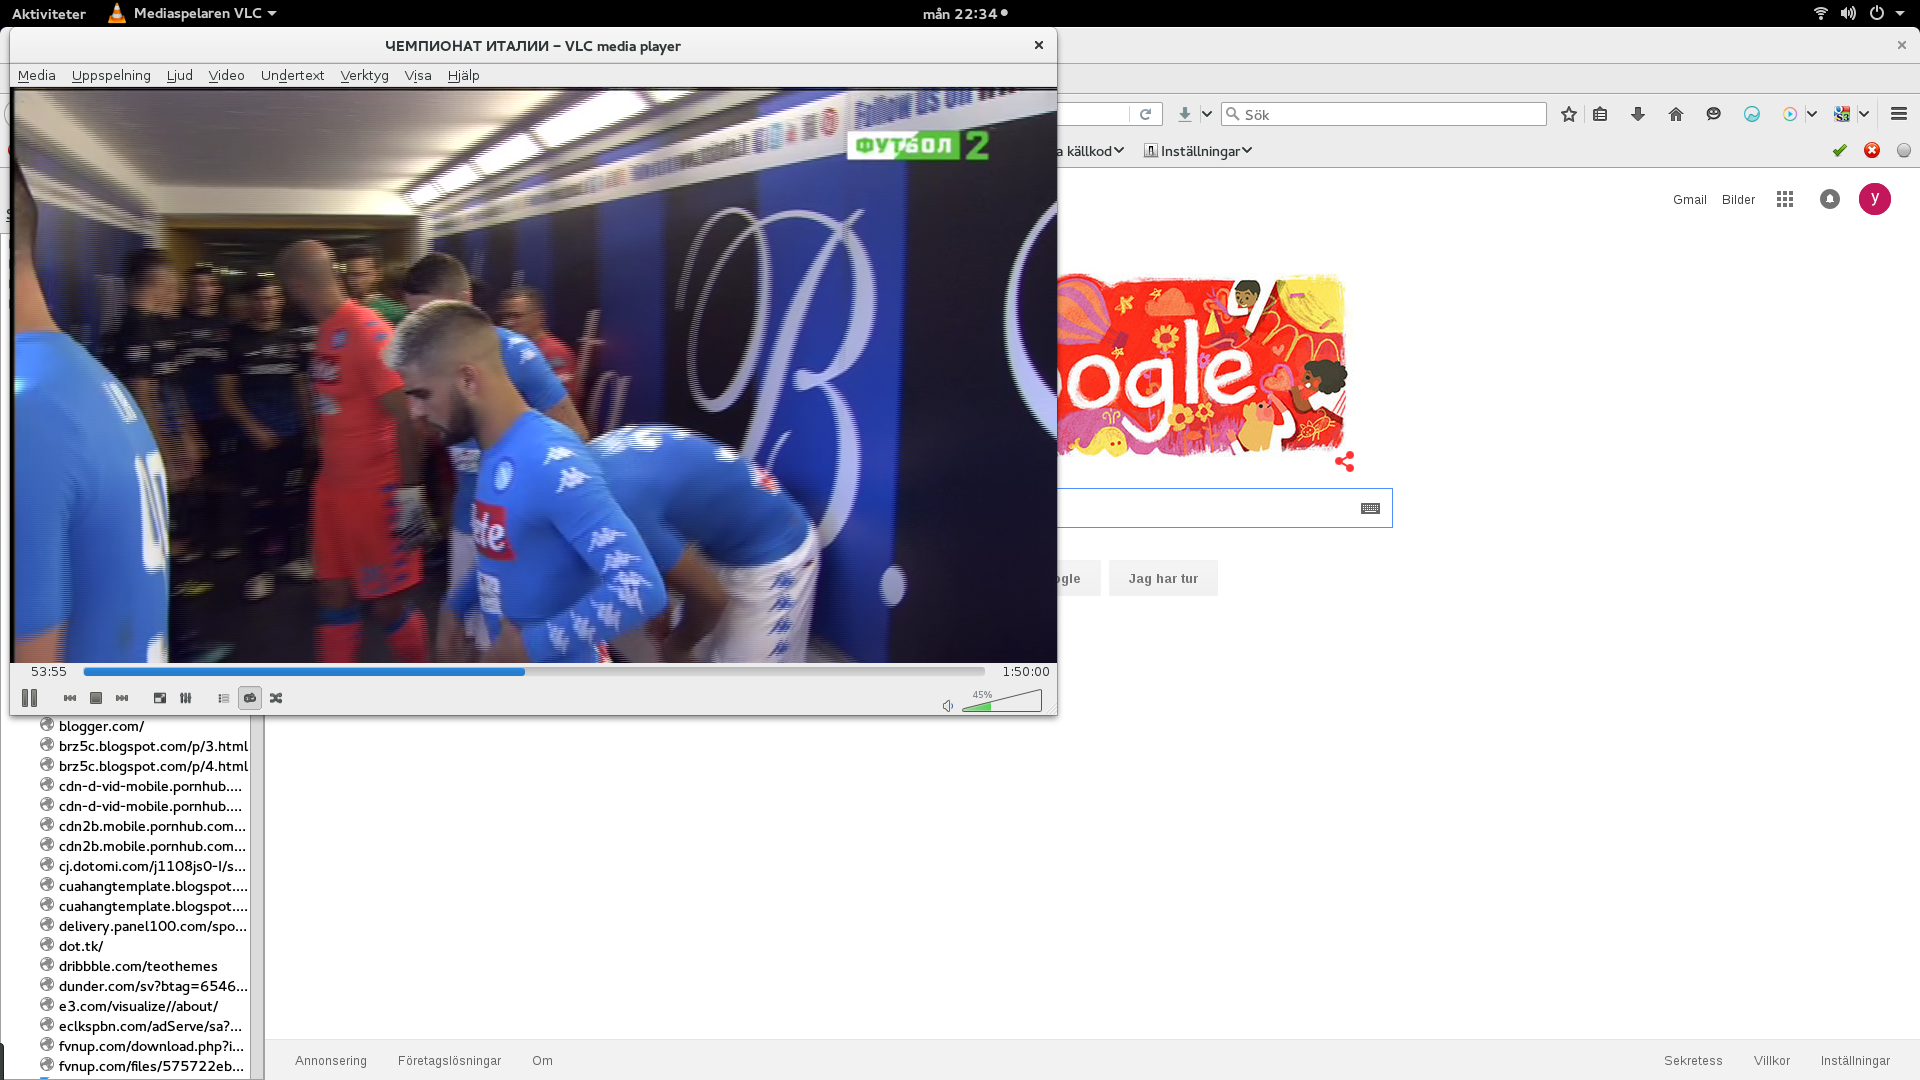 Aktiviteter
Mediaspelaren VLC
mån 22:34
ЧЕМПИОНАТ ИТАЛИИ – VLC media player
Media Uppspelning Ljud Video Undertext Verktyg Visa Hjälp
Sök
Follow us on
ФУТБОЛ 2
a källkod
Inställningar
Gmail Bilder
y
B
10
ogle
ogle
Jag har tur
53:55
1:50:00
45%
blogger.com/
brz5c.blogspot.com/p/3.html
brz5c.blogspot.com/p/4.html
cdn-d-vid-mobile.pornhub....
cdn-d-vid-mobile.pornhub....
cdn2b.mobile.pornhub.com...
cdn2b.mobile.pornhub.com...
cj.dotomi.com/j1108js0-I/s...
cuahangtemplate.blogspot....
cuahangtemplate.blogspot....
delivery.panel100.com/spo...
dot.tk/
dribbble.com/teothemes
dunder.com/sv?btag=6546...
e3.com/visualize//about/
eclkspbn.com/adServe/sa?...
fvnup.com/download.php?i...
fvnup.com/files/575722eb...
Annonsering Företagslösningar Om
Sekretess Villkor Inställningar